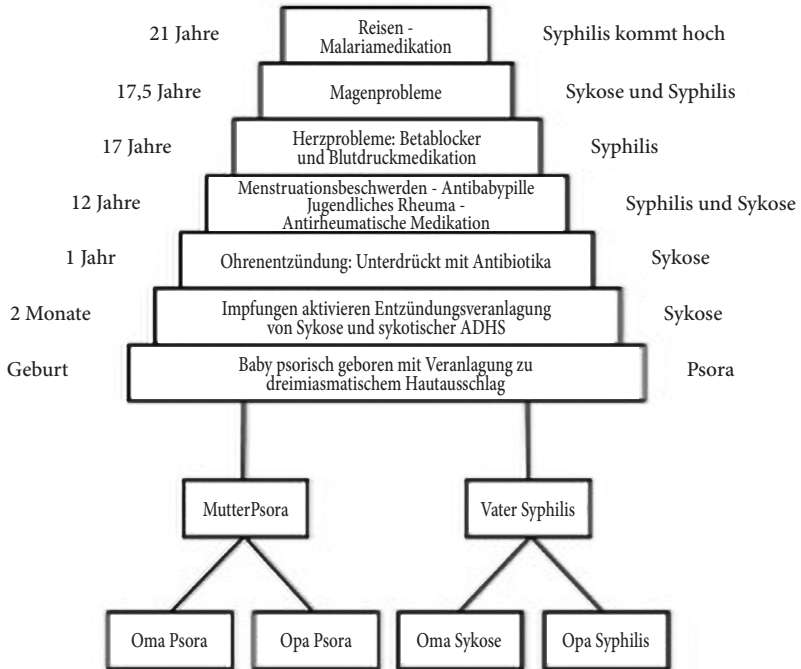 21 Jahre
Reisen -
Malariamedikation
Syphilis kommt hoch
17,5 Jahre
Magenprobleme
Sykose und Syphilis
17 Jahre
Herzprobleme: Betablocker
und Blutdruckmedikation
Syphilis
12 Jahre
Menstruationsbeschwerden - Antibabypille
Jugendliches Rheuma -
Antirheumatische Medikation
Syphilis und Sykose
1 Jahr
Ohrenentzündung: Unterdrückt mit Antibiotika
Sykose
2 Monate
Impfungen aktivieren Entzündungsveranlagung
von Sykose und sykotischer ADHS
Sykose
Geburt
Baby psorisch geboren mit Veranlagung zu
dreimiasmatischem Hautausschlag
Psora
MutterPsora
Vater Syphilis
Oma Psora
Opa Psora
Oma Sykose
Opa Syphilis